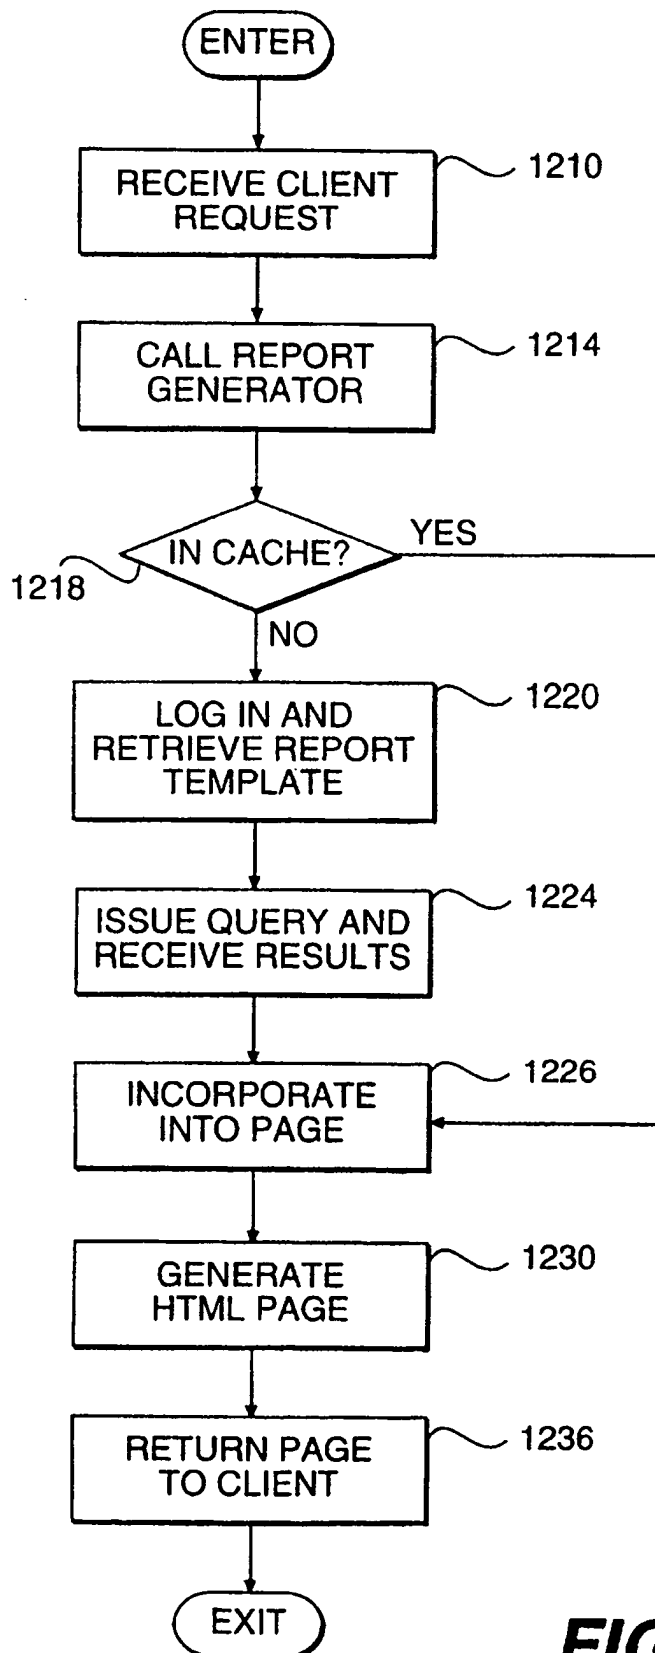 ENTER
RECEIVE CLIENT
REQUEST
1210
CALL REPORT
GENERATOR
1214
IN CACHE?
YES
1218
NO
LOG IN AND
RETRIEVE REPORT
TEMPLATE
1220
ISSUE QUERY AND
RECEIVE RESULTS
1224
INCORPORATE
INTO PAGE
1226
GENERATE
HTML PAGE
1230
RETURN PAGE
TO CLIENT
1236
EXIT
FIG